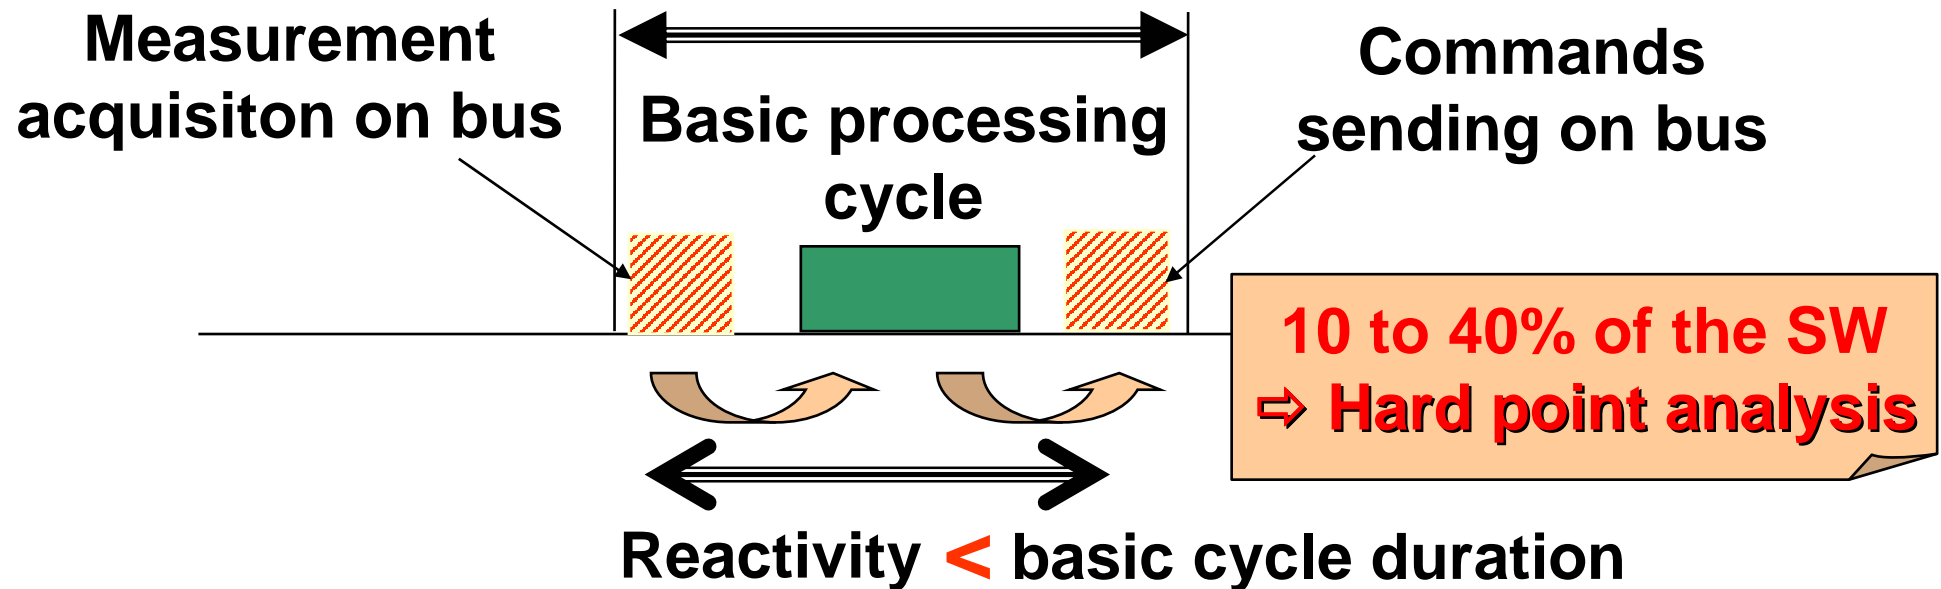 Measurement
acquisiton on bus
Basic processing
cycle
Commands
sending on bus
10 to 40% of the SW
⇨ Hard point analysis
Reactivity < basic cycle duration